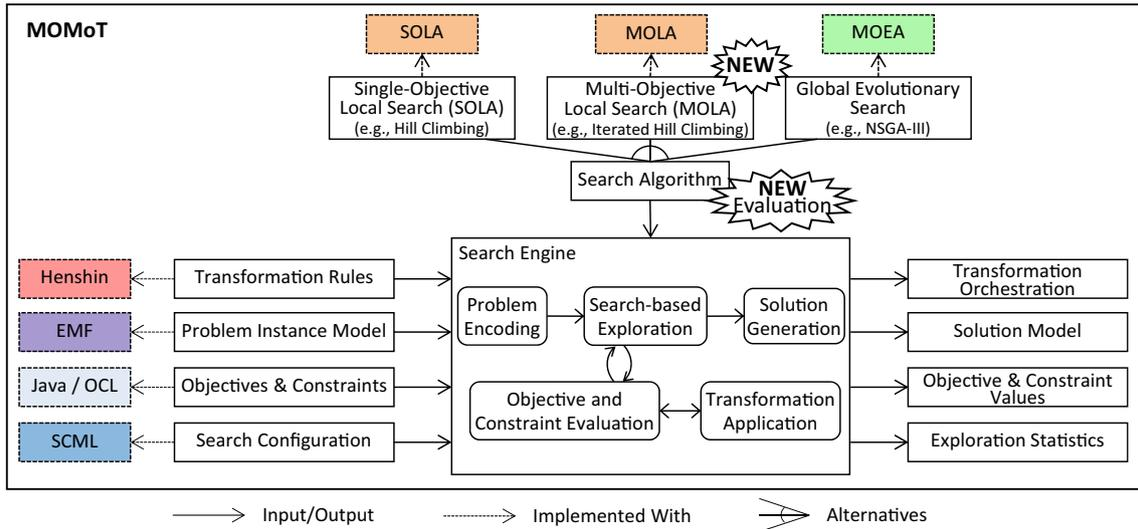 MOMoT
SOLA
MOLA
MOEA
NEW
Single-Objective
Local Search (SOLA)
(e.g., Hill Climbing)
Multi-Objective
Local Search (MOLA)
(e.g., Iterated Hill Climbing)
Global Evolutionary
Search
(e.g., NSGA-III)
Search Algorithm
NEW
Evaluation
Search Engine
Henshin
Transformation Rules
Transformation
Orchestration
Problem
Encoding
Search-based
Exploration
Solution
Generation
EMF
Problem Instance Model
Solution Model
Java / OCL
Objectives & Constraints
Objective and
Constraint Evaluation
Transformation
Application
Objective & Constraint
Values
SCML
Search Configuration
Exploration Statistics
Input/Output
Implemented With
Alternatives